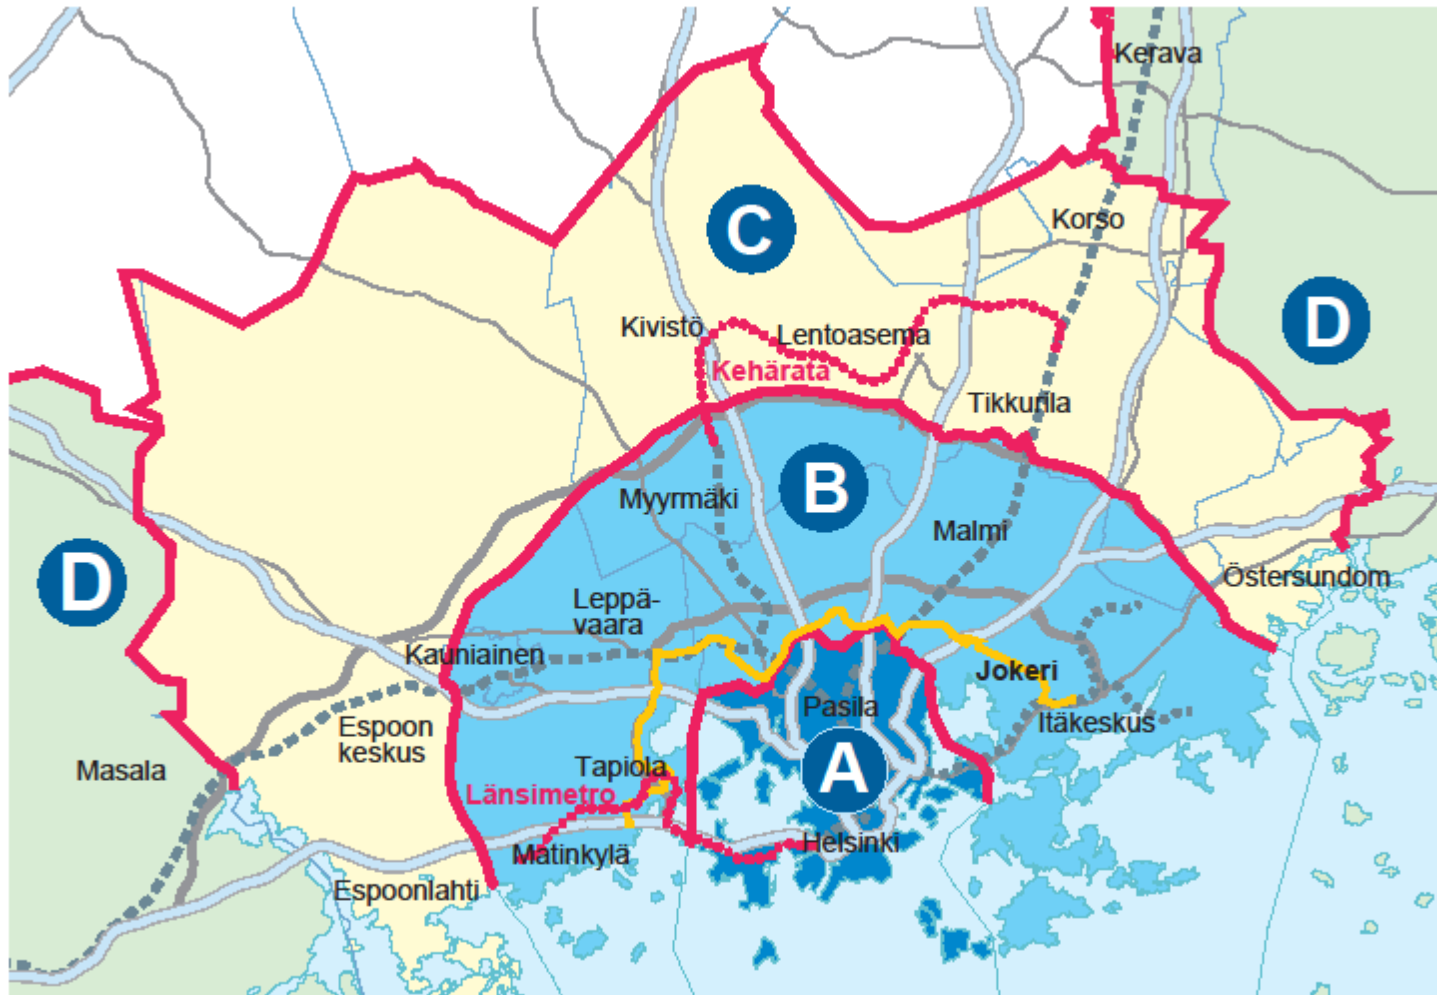 Kerava
C
Korso
D
Kivistö
Lentoasema
Kehärata
Tikkurila
B
Myyrmäki
Malmi
D
Östersundom
Leppä-
vaara
Kauniainen
Jokeri
Pasila
Itäkeskus
Espoon
keskus
Masala
Tapiola
A
Länsimetro
Helsinki
Matinkylä
Espoonlahti